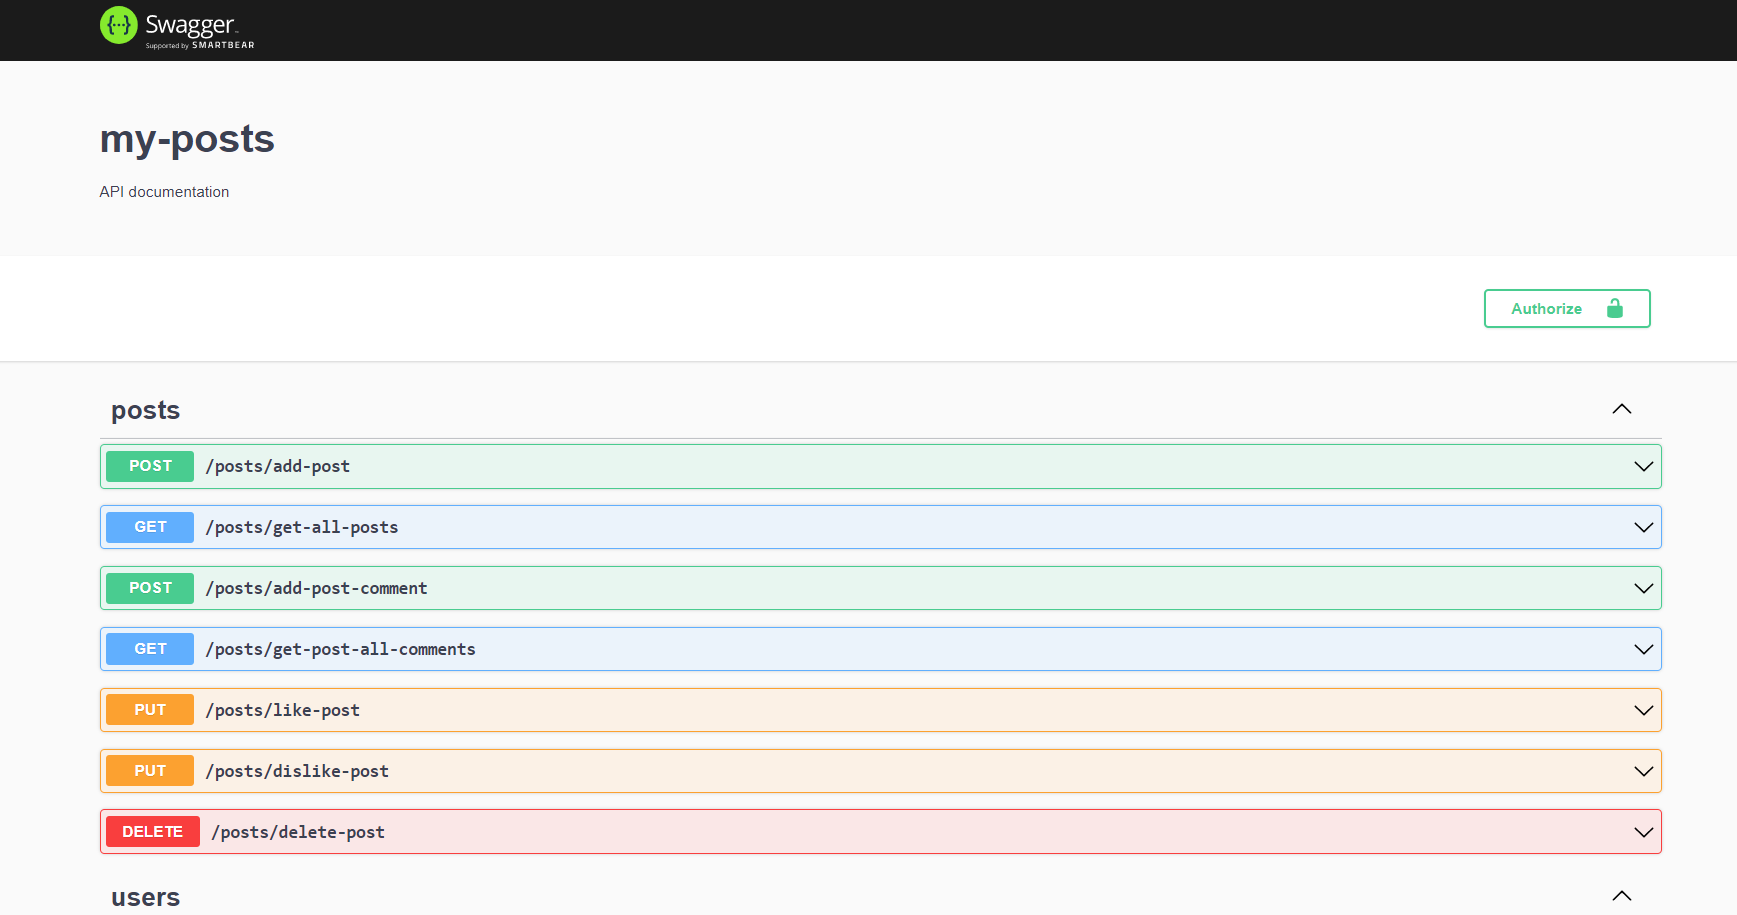 Swagger
Supported by SMARTBEAR
my-posts
API documentation
Authorize
posts
POST /posts/add-post
GET /posts/get-all-posts
POST /posts/add-post-comment
GET /posts/get-post-all-comments
PUT /posts/like-post
PUT /posts/dislike-post
DELETE /posts/delete-post
users